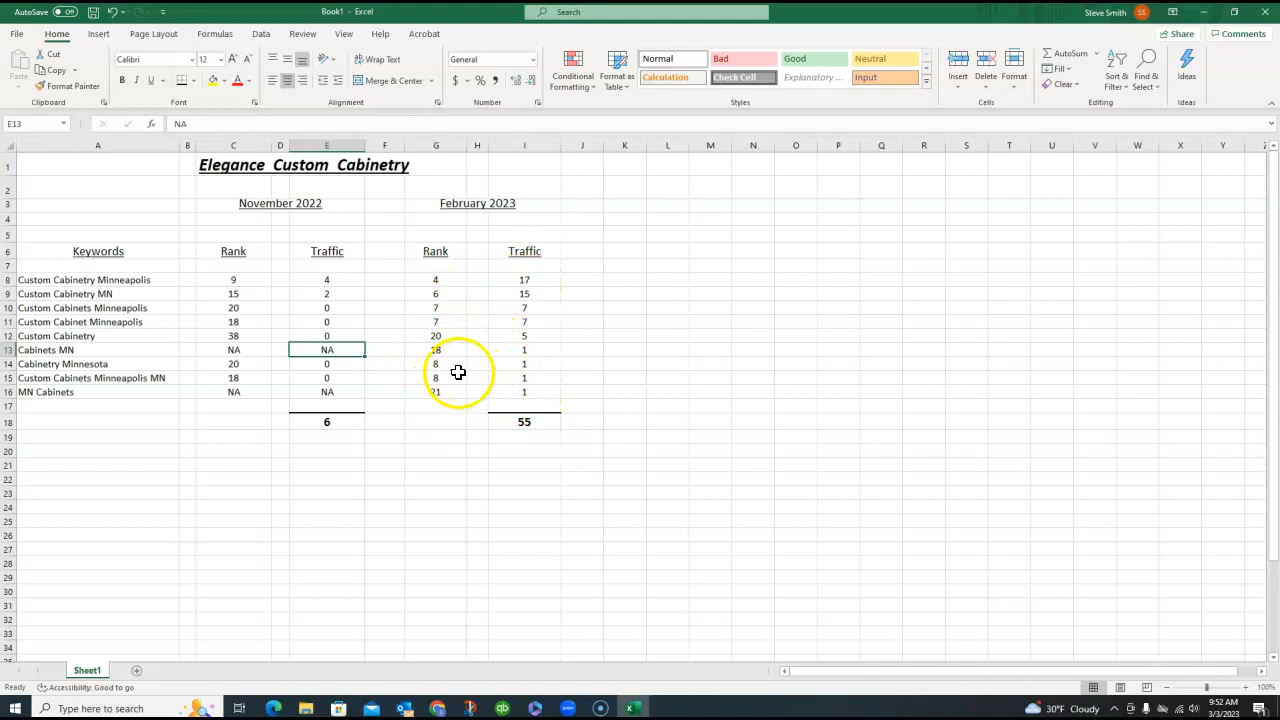 AutoSave Off Book1 - Excel Search Steve Smith SS
File Home Insert Draw Page Layout Formulas Data Review View Help Acrobat Share Comments
Paste Cut Copy Format Painter Clipboard
Calibri 12 B I U A Font
Wrap Text Merge & Center Alignment
General $ % Number
Conditional Formatting Format as Table
Normal Bad Good Neutral
Calculation Check Cell Explanatory ... Input
Styles
Insert Delete Format Cells
AutoSum Fill Clear Sort & Filter Find & Select Editing
Ideas Ideas
E13 fx NA
A B C D E F G H I J K L M N O P Q R S T U V W X Y Z
1 Elegance Custom Cabinetry
2
3 November 2022 February 2023
4
5
6 Keywords Rank Traffic Rank Traffic
7
8 Custom Cabinetry Minneapolis 9 4 4 17
9 Custom Cabinetry MN 15 2 6 15
10 Custom Cabinets Minneapolis 20 0 7 7
11 Custom Cabinet Minneapolis 18 0 7 7
12 Custom Cabinetry 38 0 20 5
13 Cabinets MN NA NA 18 1
14 Cabinetry Minnesota 20 0 8 1
15 Custom Cabinets Minneapolis MN 18 0 8 1
16 MN Cabinets NA NA 21 1
17
18 6 55
19
20
21
22
23
24
25
26
27
28
29
30
31
32
33
34
35
Sheet1
Ready Accessibility: Good to go 100%
Type here to search 30°F Cloudy 9:52 AM
3/3/2023